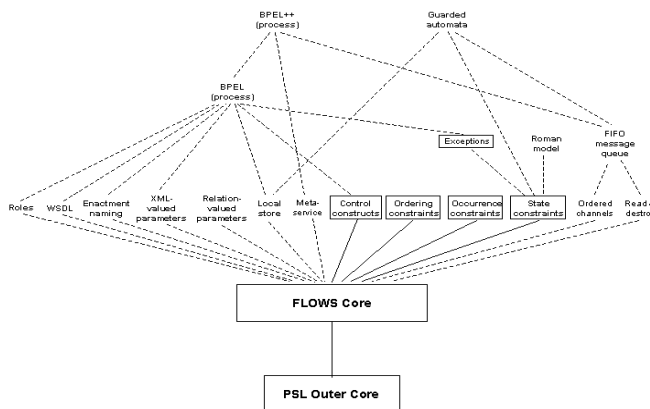 BPEL++
(process)
Guarded
automata
BPEL
(process)
Exceptions
Roman
model
FIFO
message
queue
Roles
WSDL
Enactment
naming
XML-
valued
parameters
Relation-
valued
parameters
Local
store
Meta-
service
Control
constructs
Ordering
constraints
Occurrence
constraints
State
constraints
Ordered
channels
Read-
destro
FLOWS Core
PSL Outer Core